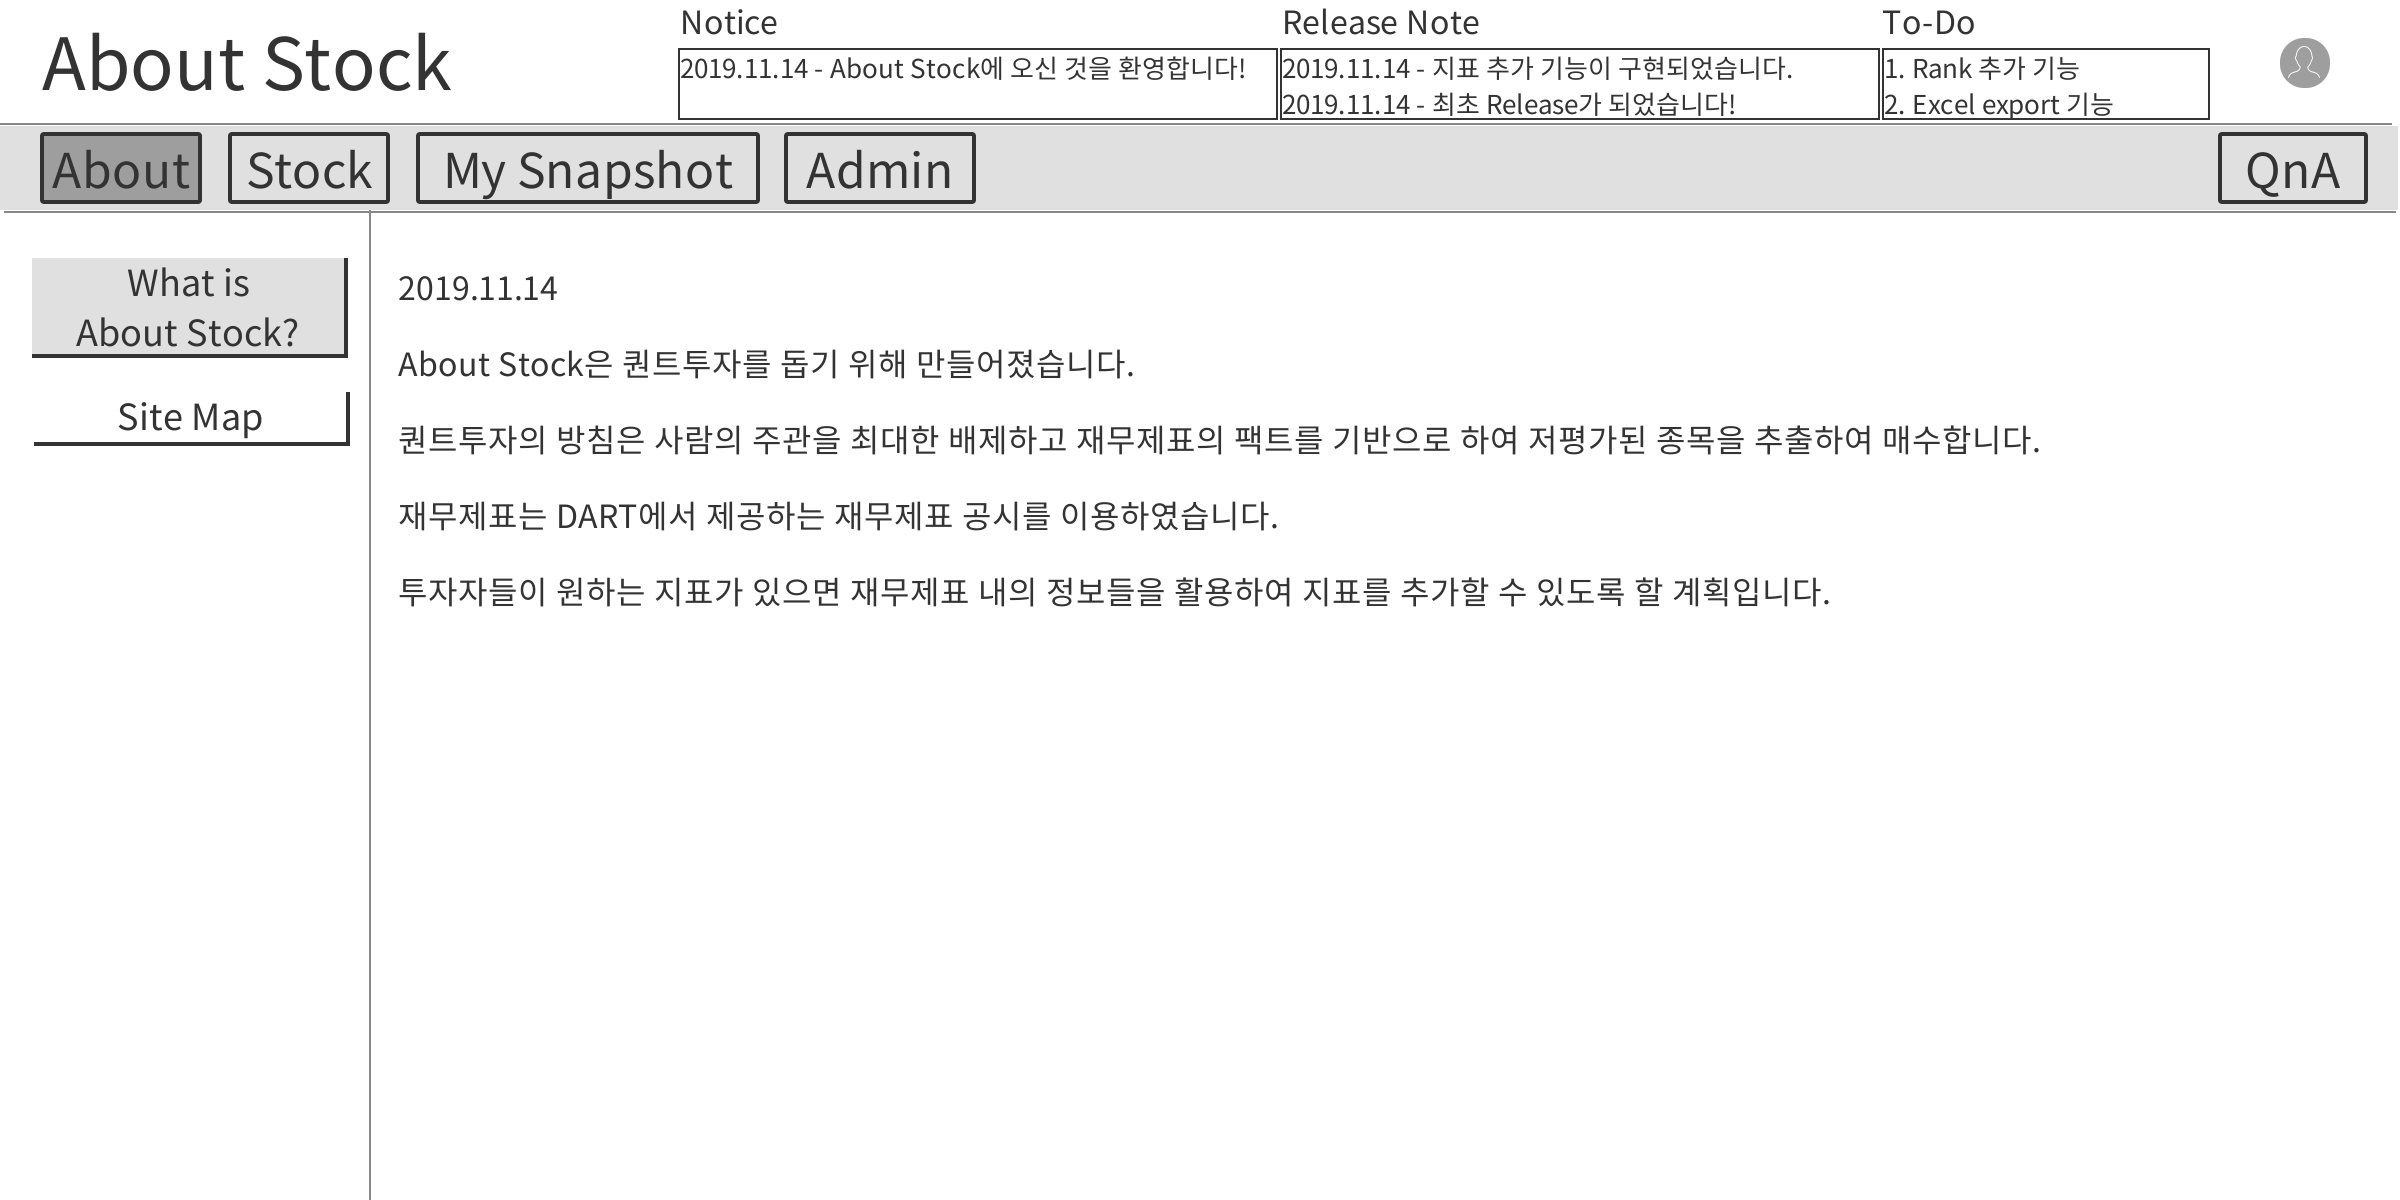 About Stock
Notice
2019.11.14 - About Stock에 오신 것을 환영합니다!
Release Note
2019.11.14 - 지표 추가 기능이 구현되었습니다.
2019.11.14 - 최초 Release가 되었습니다!
To-Do
1. Rank 추가 기능
2. Excel export 기능
About
Stock
My Snapshot
Admin
QnA
What is
About Stock?
Site Map
2019.11.14
About Stock은 퀀트투자를 돕기 위해 만들어졌습니다.
퀀트투자의 방침은 사람의 주관을 최대한 배제하고 재무제표의 팩트를 기반으로 하여 저평가된 종목을 추출하여 매수합니다.
재무제표는 DART에서 제공하는 재무제표 공시를 이용하였습니다.
투자자들이 원하는 지표가 있으면 재무제표 내의 정보들을 활용하여 지표를 추가할 수 있도록 할 계획입니다.